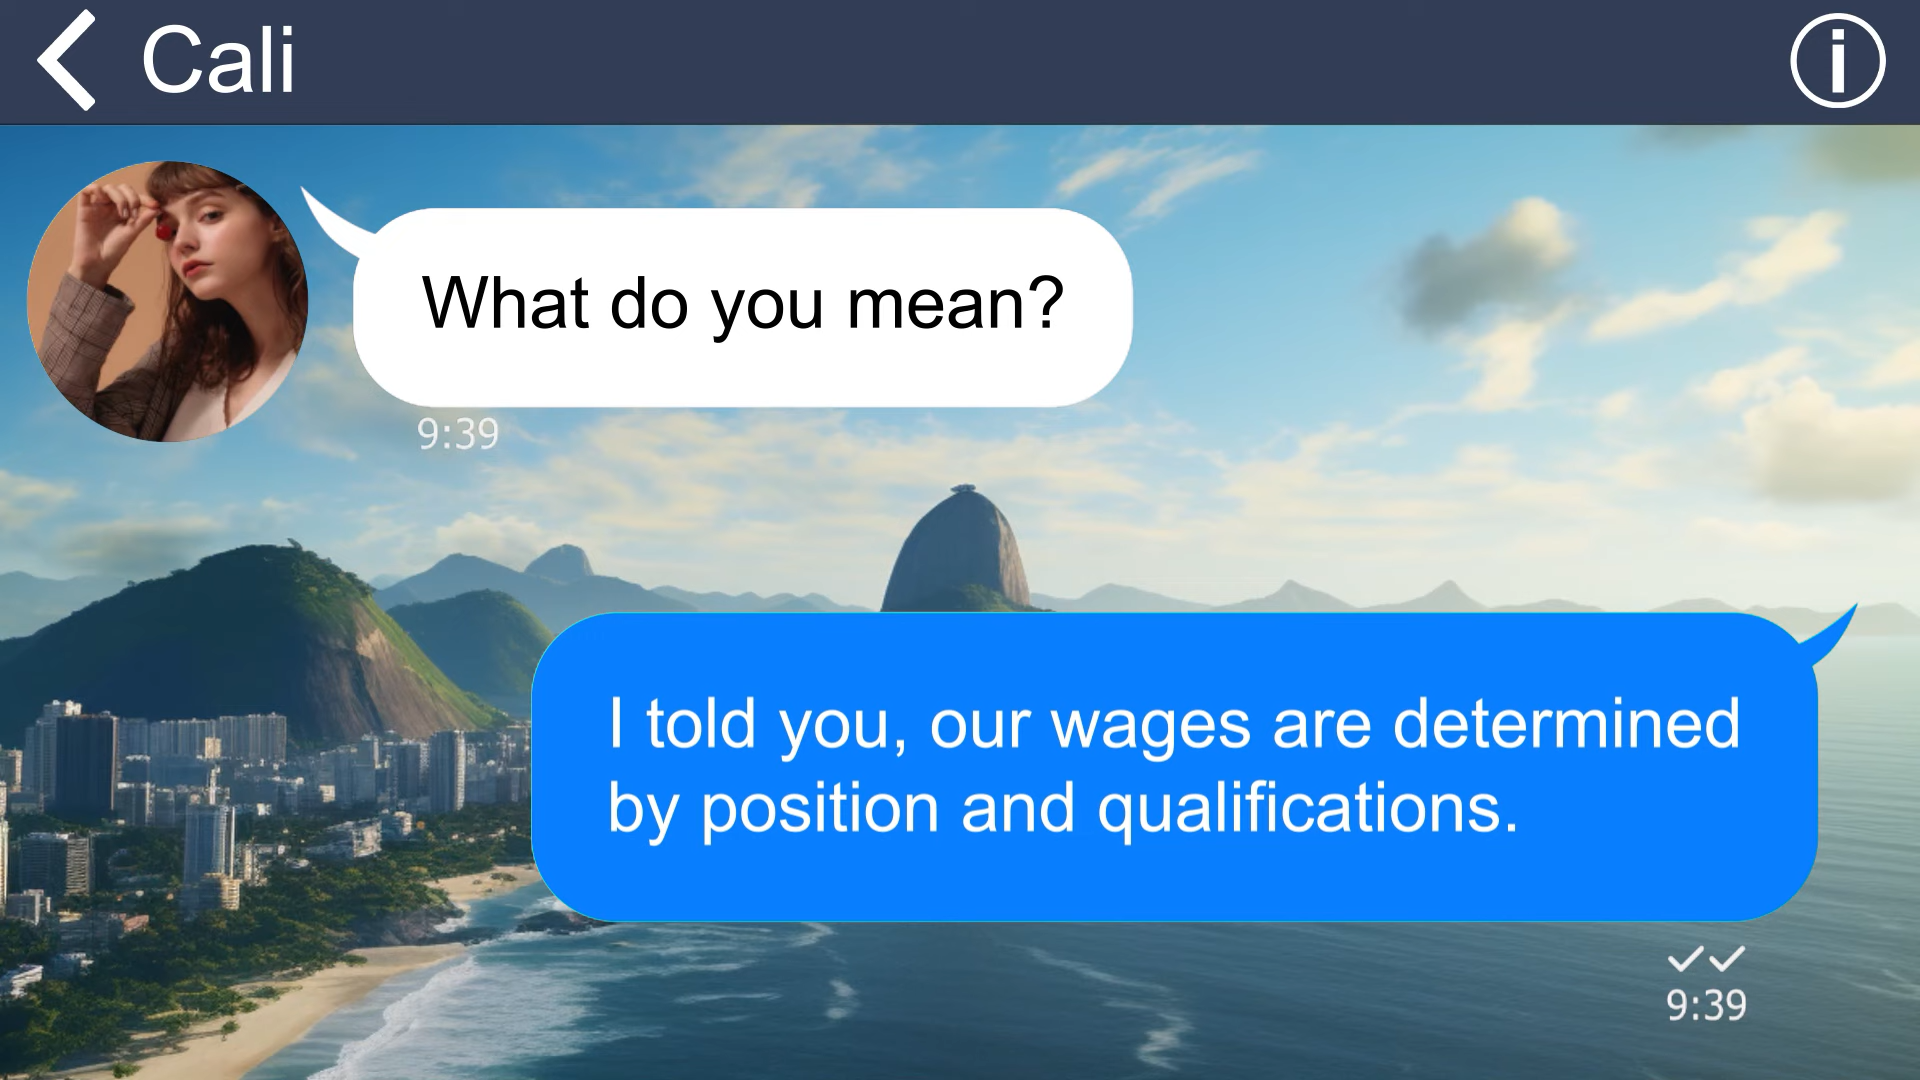 Cali
What do you mean?
9:39
I told you, our wages are determined
by position and qualifications.
9:39